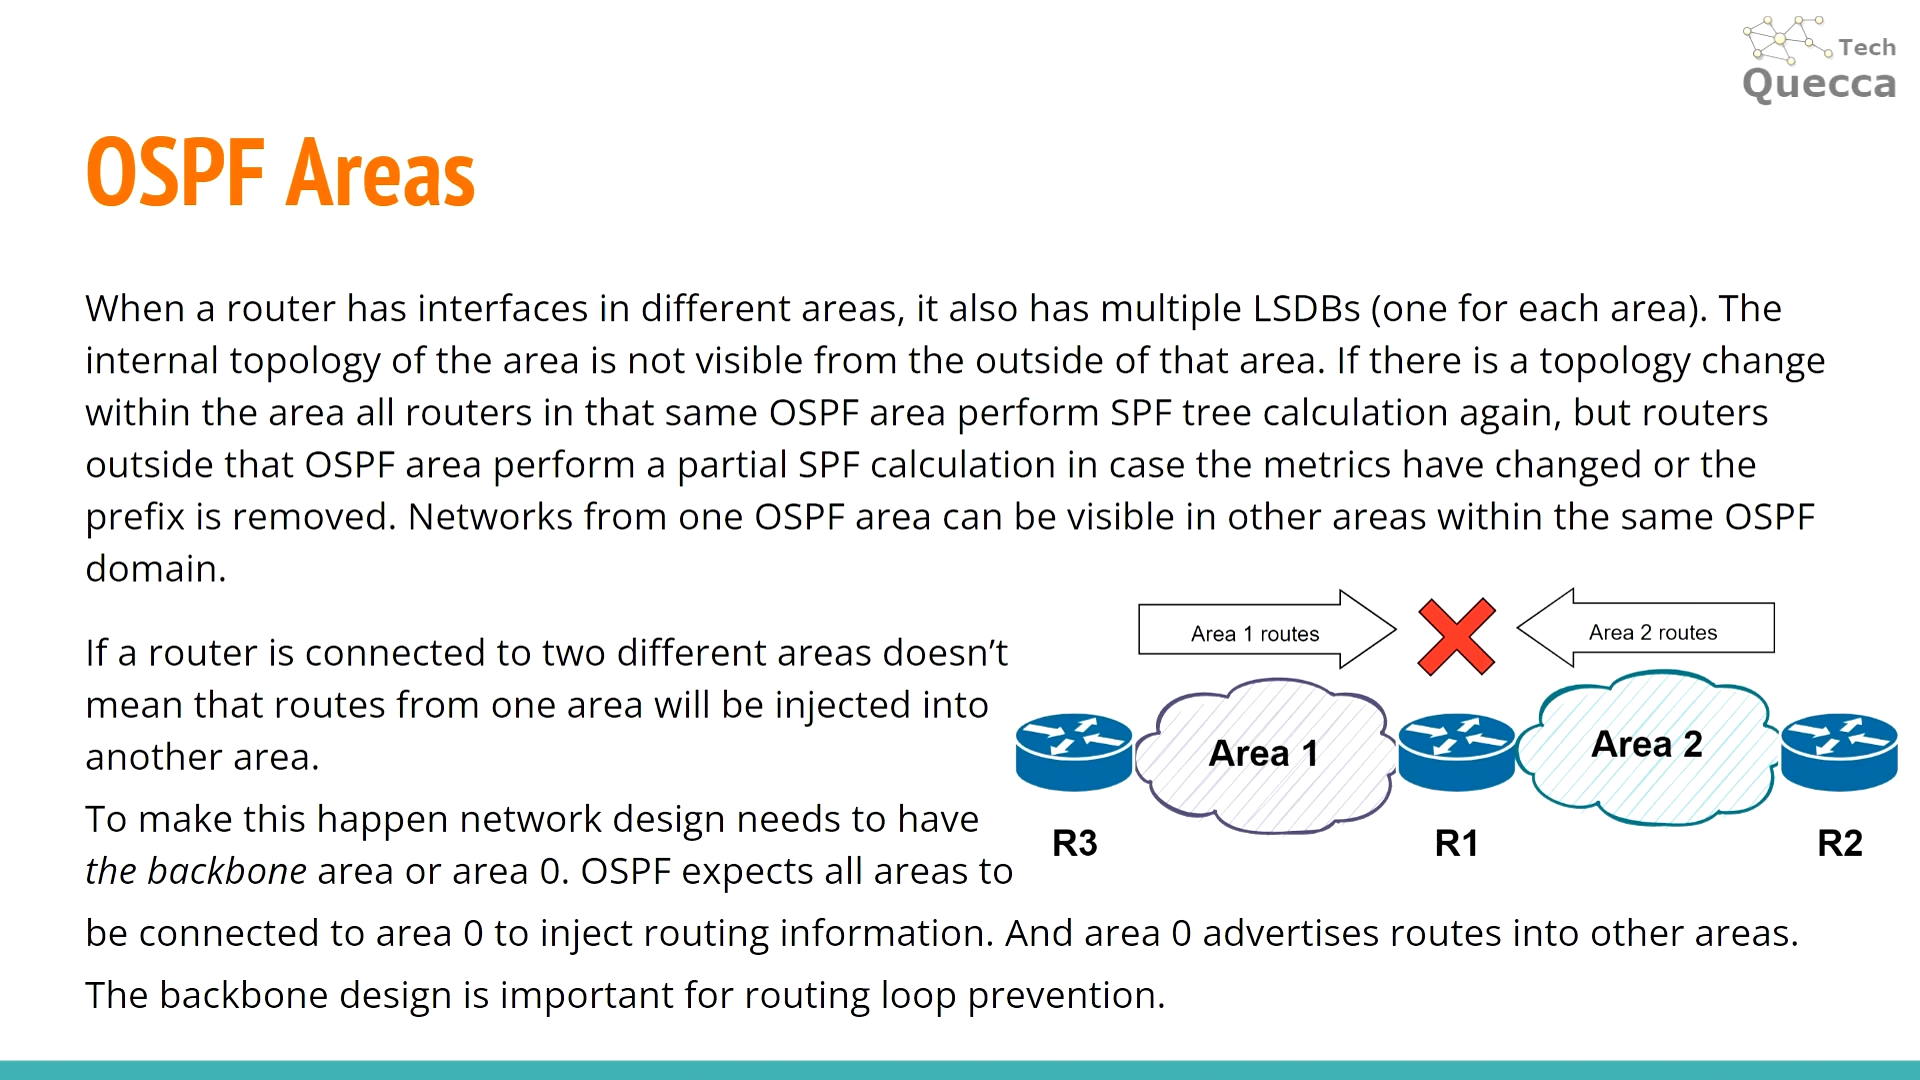 Tech
Quecca
OSPF Areas
When a router has interfaces in different areas, it also has multiple LSDBs (one for each area). The
internal topology of the area is not visible from the outside of that area. If there is a topology change
within the area all routers in that same OSPF area perform SPF tree calculation again, but routers
outside that OSPF area perform a partial SPF calculation in case the metrics have changed or the
prefix is removed. Networks from one OSPF area can be visible in other areas within the same OSPF
domain.
If a router is connected to two different areas doesn’t
mean that routes from one area will be injected into
another area.
To make this happen network design needs to have
the backbone area or area 0. OSPF expects all areas to
be connected to area 0 to inject routing information. And area 0 advertises routes into other areas.
The backbone design is important for routing loop prevention.
Area 1 routes
Area 2 routes
Area 1
Area 2
R3
R1
R2